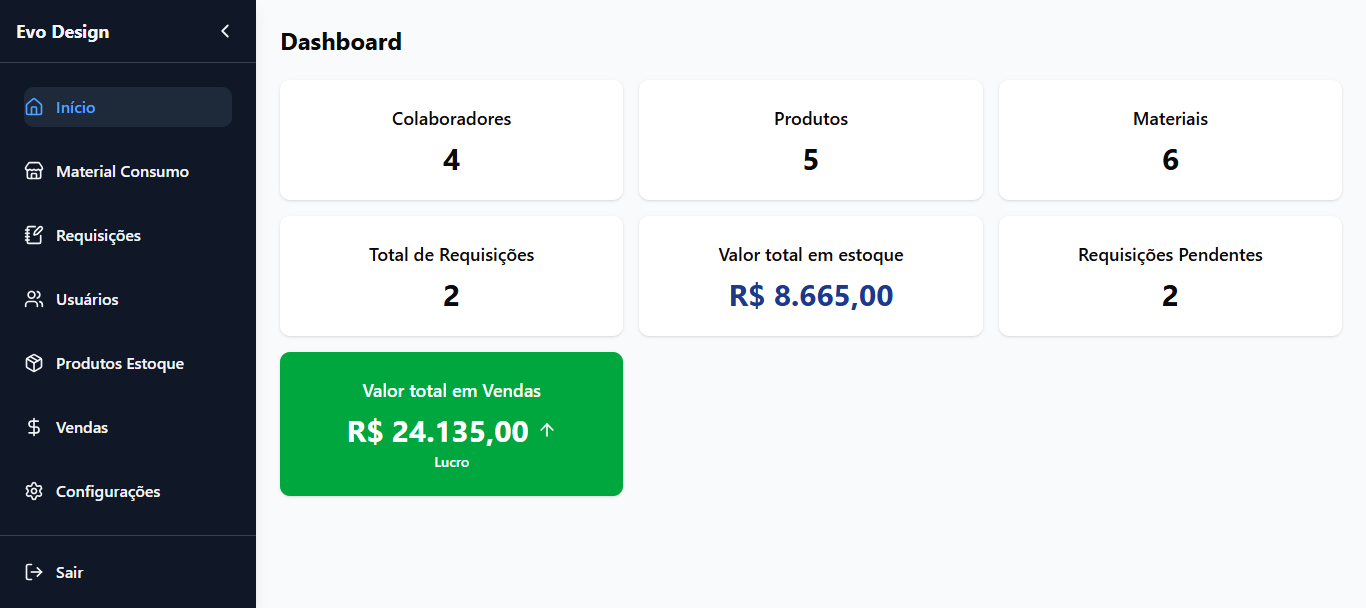 Evo Design
Início
Material Consumo
Requisições
Usuários
Produtos Estoque
Vendas
Configurações
Sair
Dashboard
Colaboradores
4
Produtos
5
Materiais
6
Total de Requisições
2
Valor total em estoque
R$ 8.665,00
Requisições Pendentes
2
Valor total em Vendas
R$ 24.135,00 ↑
Lucro